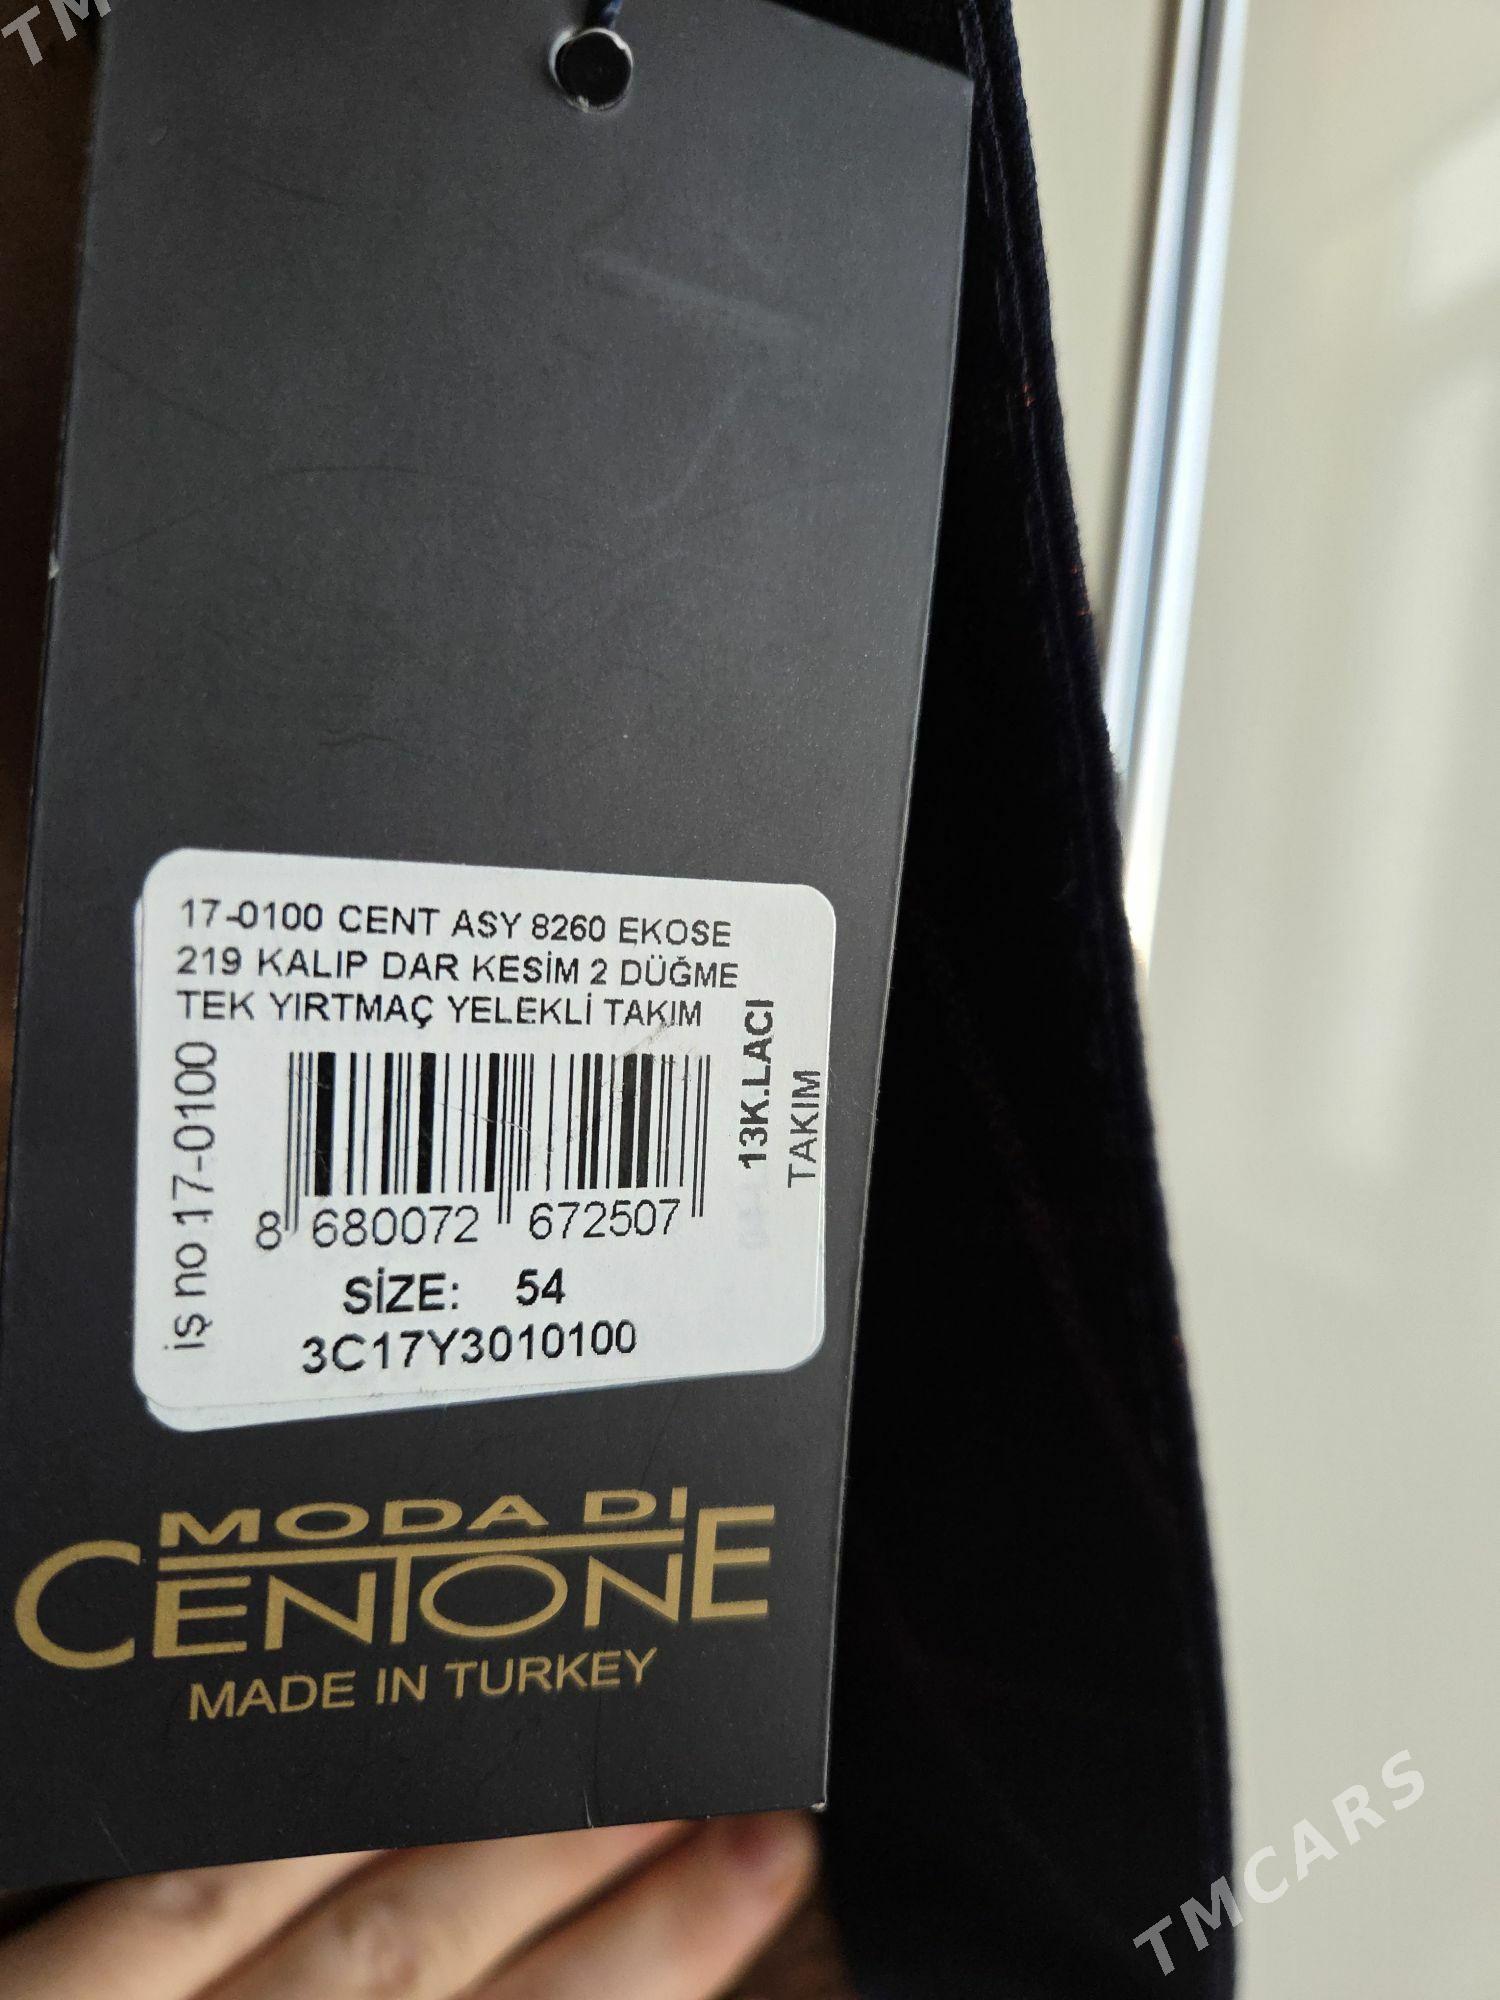 17-0100 CENT ASY 8260 EKOSE
219 KALIP DAR KESİM 2 DÜĞME
TEK YIRTMAÇ YELEKLİ TAKIM
iş no 17-0100
13K.LACI
TAKIM
8 680072 672507
SİZE: 54
3C17Y3010100
MODA DI
CENTONE
MADE IN TURKEY
TMCARS